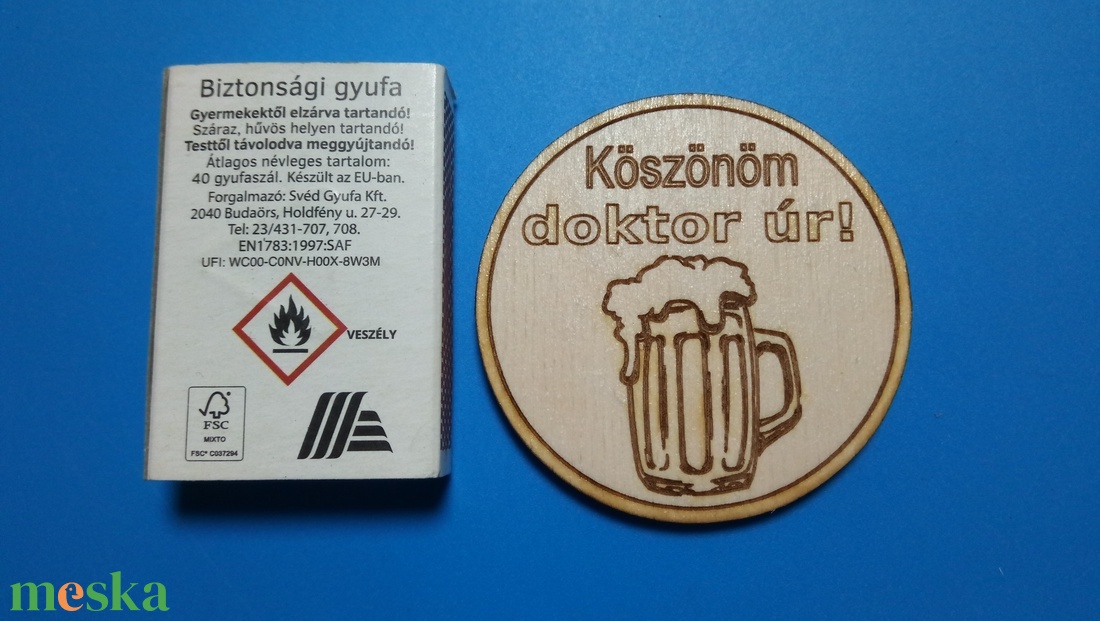 Biztonsági gyufa
Gyermekektől elzárva tartandó!
Száraz, hűvös helyen tartandó!
Testtől távolodva meggyújtandó!
Átlagos névleges tartalom:
40 gyufaszál. Készült az EU-ban.
Forgalmazó: Svéd Gyufa Kft.
2040 Budaörs, Holdfény u. 27-29.
Tel: 23/431-707, 708.
EN1783:1997:SAF
UFI: WC00-C0NV-H00X-8W3M
VESZÉLY
FSC
MIXTO
FSC® C037294
Köszönöm
doktor úr!
meska